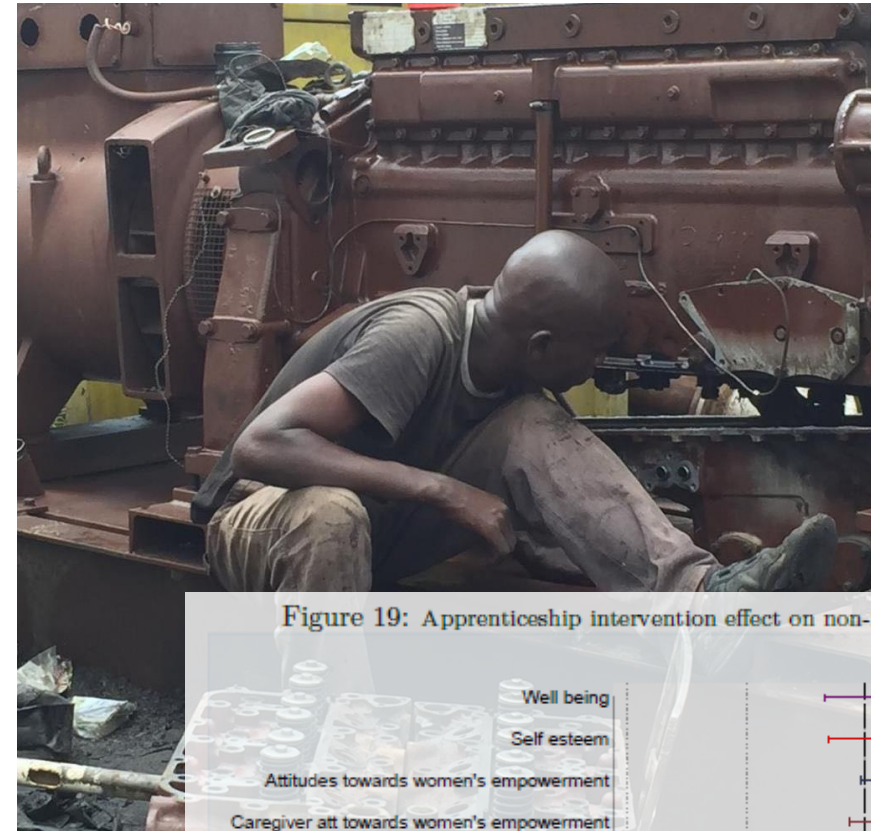 Figure 19: Apprenticeship intervention effect on non-
Well being
Self esteem
Attitudes towards women's empowerment
Caregiver att towards women's empowerment